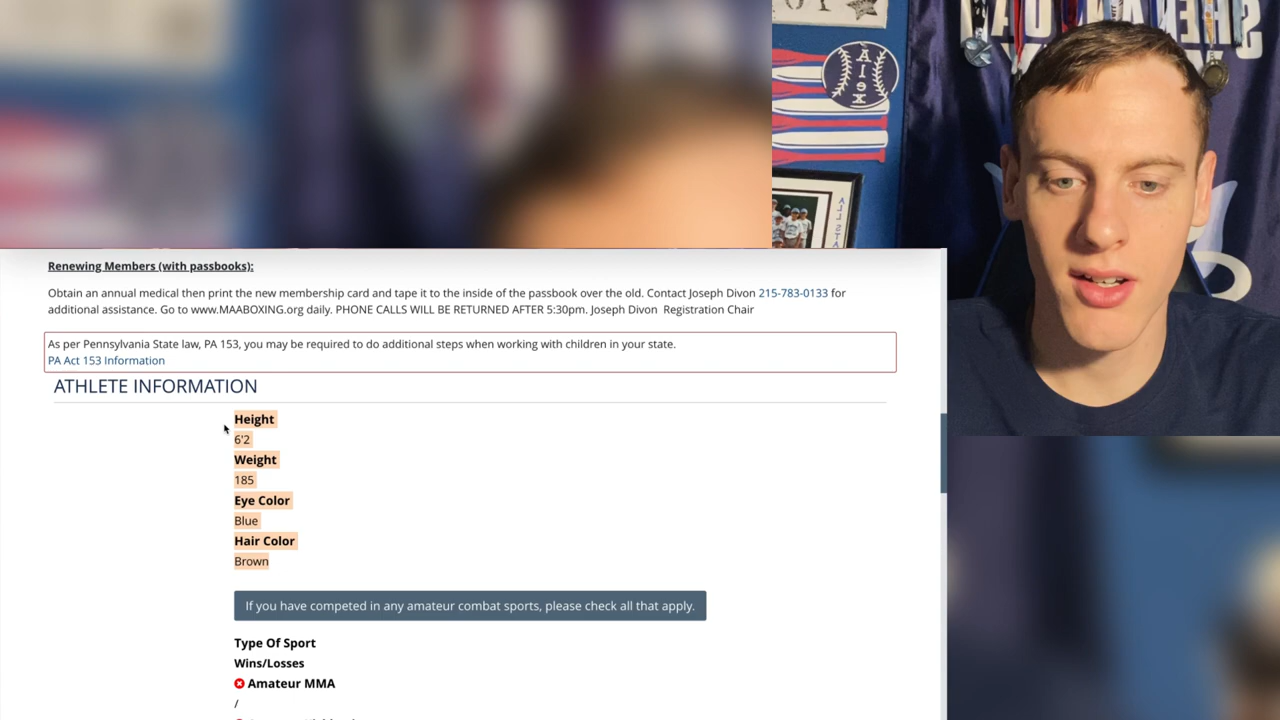 Alex
ALL STA
Renewing Members (with passbooks):
Obtain an annual medical then print the new membership card and tape it to the inside of the passbook over the old. Contact Joseph Divon 215-783-0133 for
additional assistance. Go to www.MAABOXING.org daily. PHONE CALLS WILL BE RETURNED AFTER 5:30pm. Joseph Divon Registration Chair
As per Pennsylvania State law, PA 153, you may be required to do additional steps when working with children in your state.
PA Act 153 Information
ATHLETE INFORMATION
Height
6'2
Weight
185
Eye Color
Blue
Hair Color
Brown
If you have competed in any amateur combat sports, please check all that apply.
Type Of Sport
Wins/Losses
Amateur MMA
/